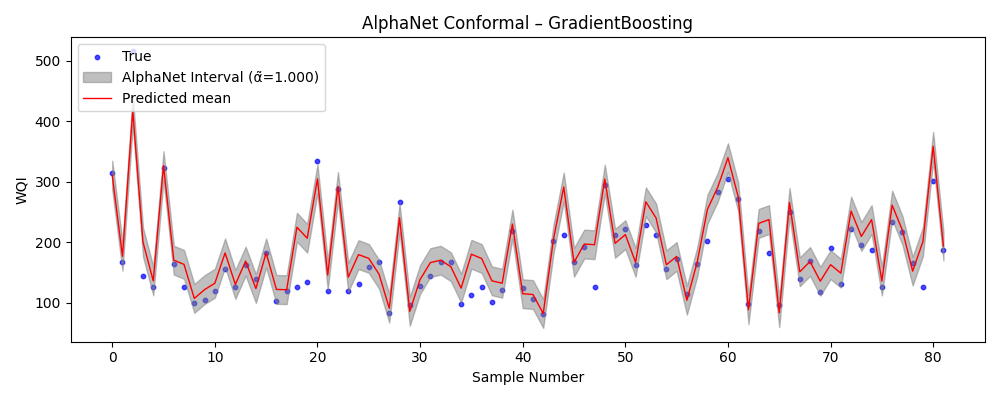 AlphaNet Conformal – GradientBoosting
True
AlphaNet Interval (α̃=1.000)
Predicted mean
WQI
500
400
300
200
100
0
10
20
30
40
50
60
70
80
Sample Number